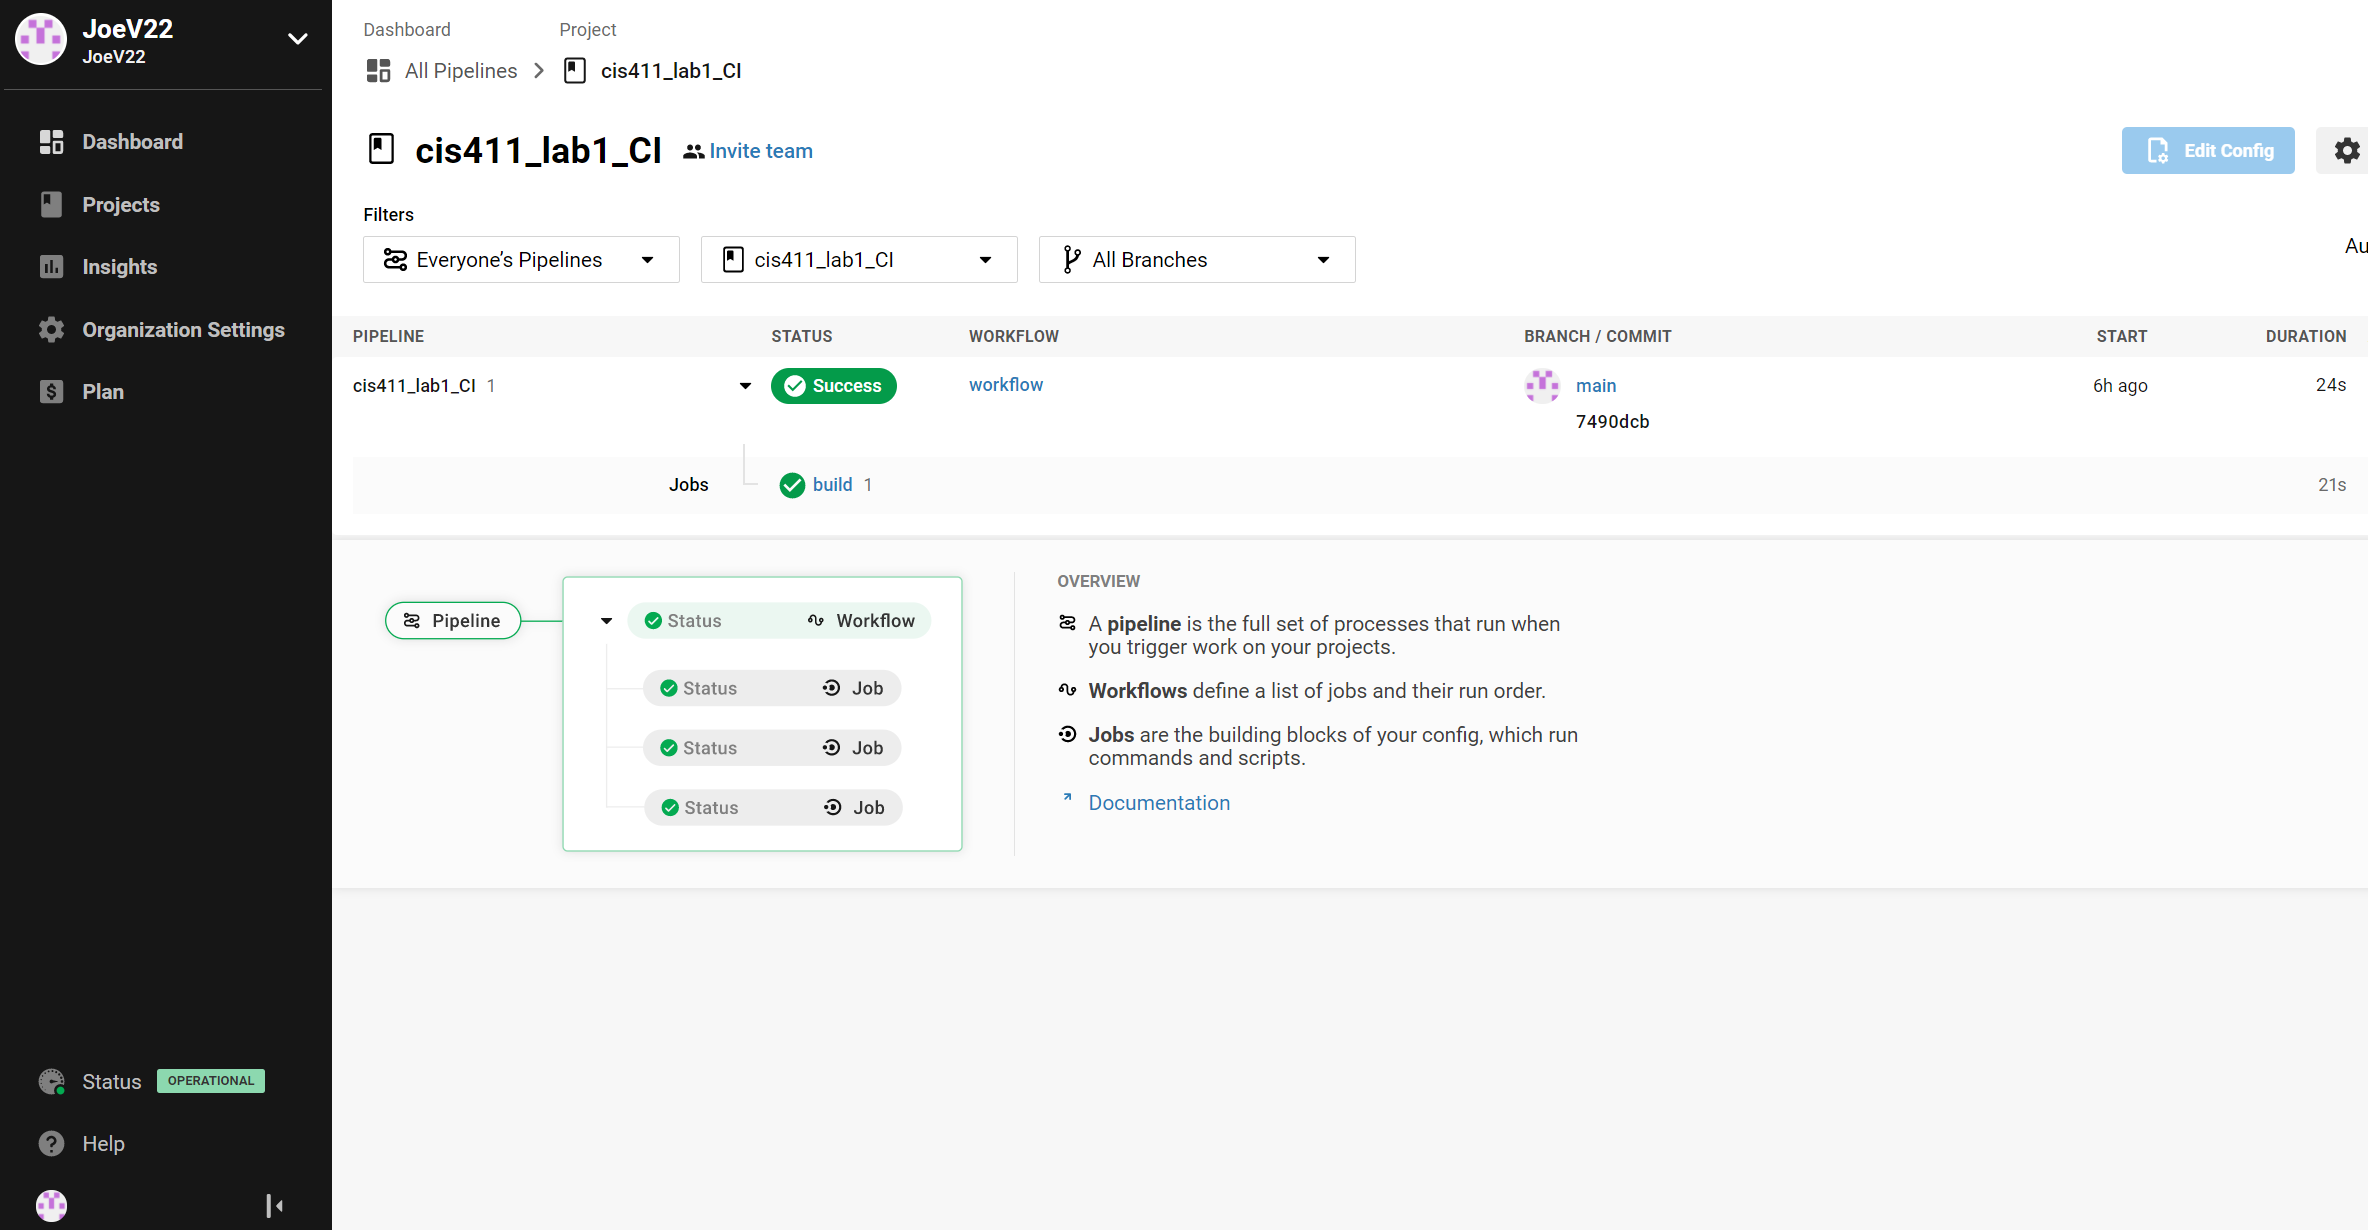 JoeV22
JoeV22
Dashboard
Projects
Insights
Organization Settings
Plan
Status OPERATIONAL
Help
Dashboard Project
All Pipelines cis411_lab1_CI
cis411_lab1_CI Invite team
Edit Config
Filters
Everyone's Pipelines cis411_lab1_CI All Branches
Au
PIPELINE STATUS WORKFLOW BRANCH / COMMIT START DURATION
cis411_lab1_CI 1 Success workflow main 6h ago 24s
7490dcb
Jobs build 1 21s
Pipeline
Status Workflow
Status Job
Status Job
Status Job
OVERVIEW
A pipeline is the full set of processes that run when
you trigger work on your projects.
Workflows define a list of jobs and their run order.
Jobs are the building blocks of your config, which run
commands and scripts.
Documentation